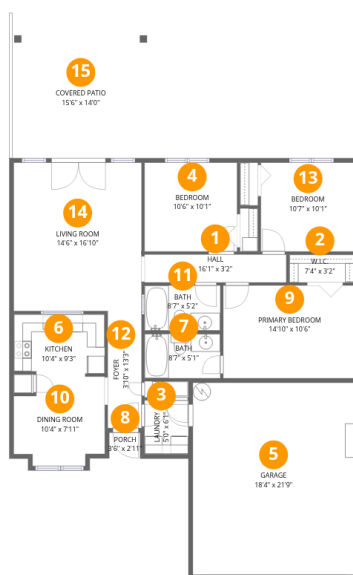 15
COVERED PATIO
15'6" x 14'0"
4
BEDROOM
10'6" x 10'1"
13
BEDROOM
10'7" x 10'1"
14
LIVING ROOM
14'6" x 16'10"
1
HALL
16'1" x 3'2"
2
W.I.C.
7'4" x 3'2"
11
BATH
8'7" x 5'2"
9
PRIMARY BEDROOM
14'10" x 10'6"
6
KITCHEN
10'4" x 9'3"
12
FOYER
3'10" x 13'3"
7
BATH
8'7" x 5'1"
10
DINING ROOM
10'4" x 7'11"
3
LAUNDRY
5'0" x 6'1"
8
PORCH
3'6" x 2'11"
5
GARAGE
18'4" x 21'9"